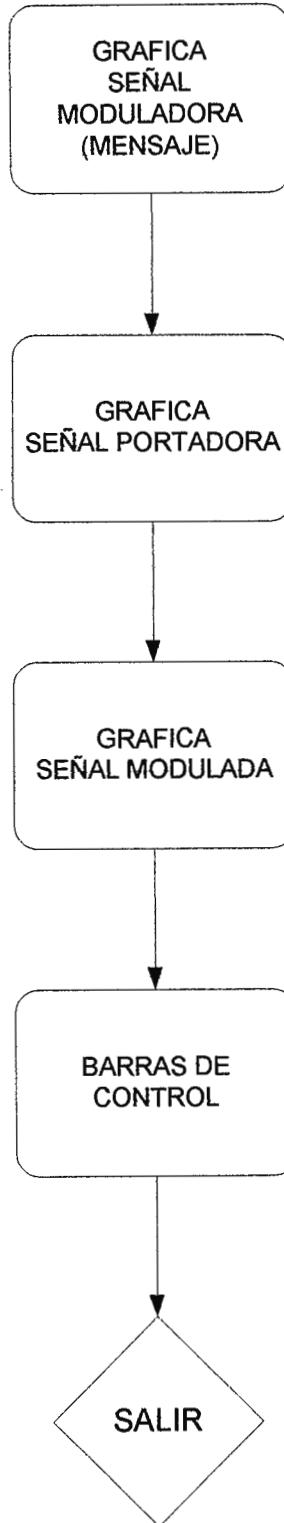 GRAFICA
SEÑAL
MODULADORA
(MENSAJE)
GRAFICA
SEÑAL PORTADORA
GRAFICA
SEÑAL MODULADA
BARRAS DE
CONTROL
SALIR